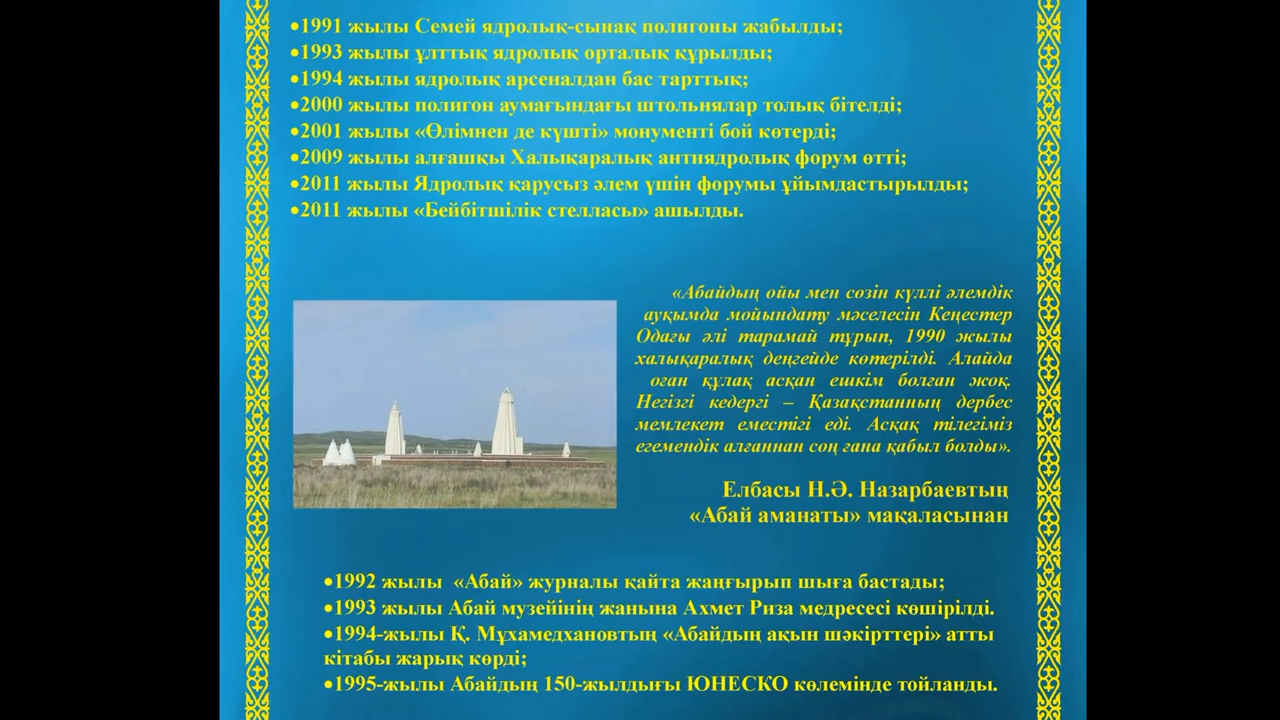 •1991 жылы Семей ядролық-сынақ полигоны жабылды;
•1993 жылы ұлттық ядролық орталық құрылды;
•1994 жылы ядролық арсеналдан бас тарттық;
•2000 жылы полигон аумағындағы штольнялар толық бітелді;
•2001 жылы «Өлімнен де күшті» монументі бой көтерді;
•2009 жылы алғашқы Халықаралық антиядролық форум өтті;
•2011 жылы Ядролық қарусыз әлем үшін форумы ұйымдастырылды;
•2011 жылы «Бейбітшілік стелласы» ашылды.
«Абайдың ойы мен сөзін күллі әлемдік
ауқымда мойындату мәселесін Кеңестер
Одағы әлі тарамай тұрып, 1990 жылы
халықаралық деңгейде көтерілді. Алайда
оған құлақ асқан ешкім болған жоқ.
Негізгі кедергі – Қазақстанның дербес
мемлекет еместігі еді. Асқақ тілегіміз
егемендік алғаннан соң ғана қабыл болды».
Елбасы Н.Ә. Назарбаевтың
«Абай аманаты» мақаласынан
•1992 жылы «Абай» журналы қайта жаңғырып шыға бастады;
•1993 жылы Абай музейінің жанына Ахмет Риза медресесі көшірілді.
•1994-жылы Қ. Мұхамедхановтың «Абайдың ақын шәкірттері» атты
кітабы жарық көрді;
•1995-жылы Абайдың 150-жылдығы ЮНЕСКО көлемінде тойланды.